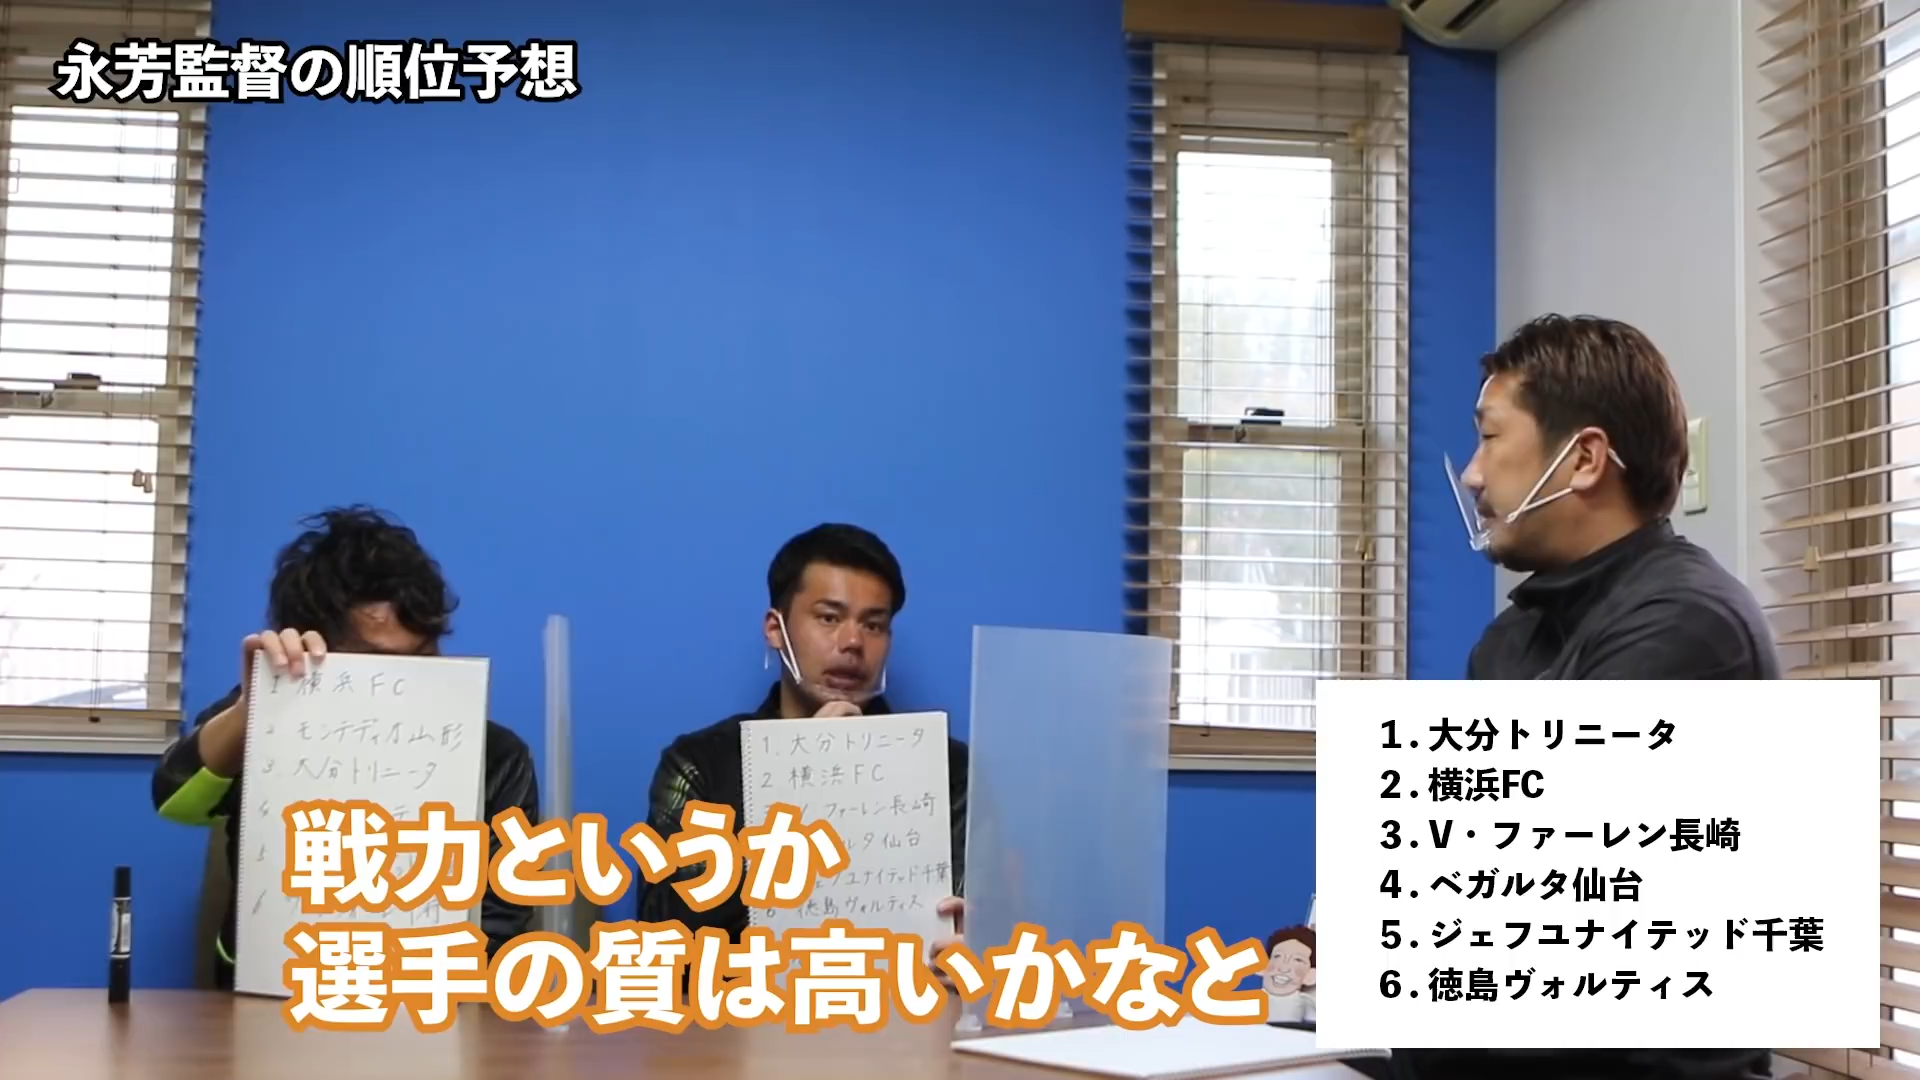 永芳監督の順位予想
1 横浜FC
2 モンテディオ山形
3. 大分トリニータ
4
5
6
1. 大分トリニータ
2 横浜FC
ファーレン長崎
ルタ仙台
ェフユナイテッド千葉
6 徳島ヴォルティス
戦力というか
選手の質は高いかなと
1.大分トリニータ
2.横浜FC
3.V・ファーレン長崎
4.ベガルタ仙台
5.ジェフユナイテッド千葉
6.徳島ヴォルティス